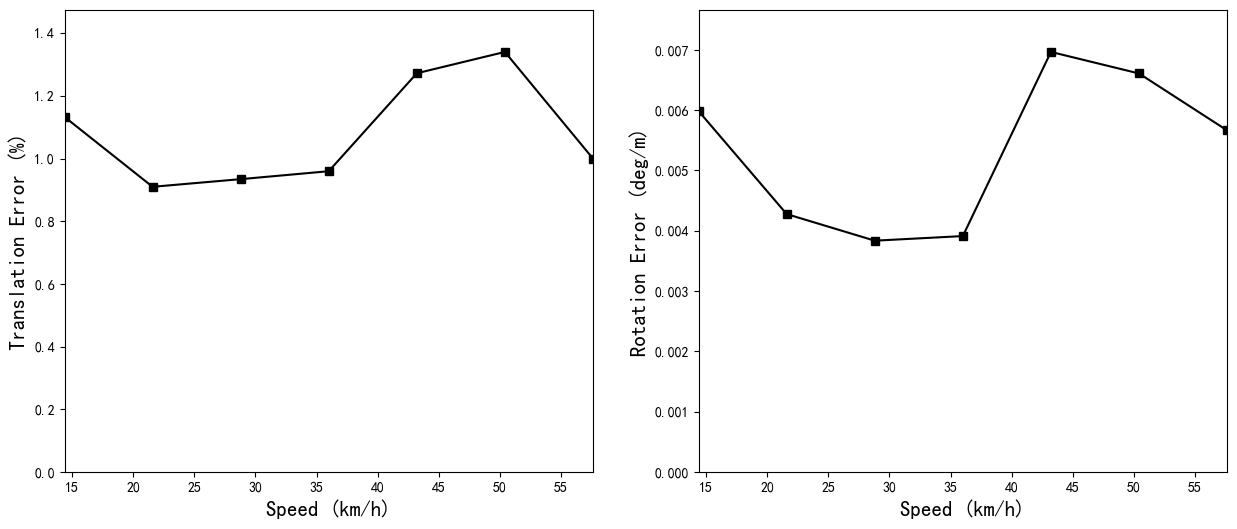 1.4
1.2
1.0
0.8
0.6
0.4
0.2
0.0
Translation Error (%)
15 20 25 30 35 40 45 50 55
Speed (km/h)
0.007
0.006
0.005
0.004
0.003
0.002
0.001
0.000
Rotation Error (deg/m)
15 20 25 30 35 40 45 50 55
Speed (km/h)